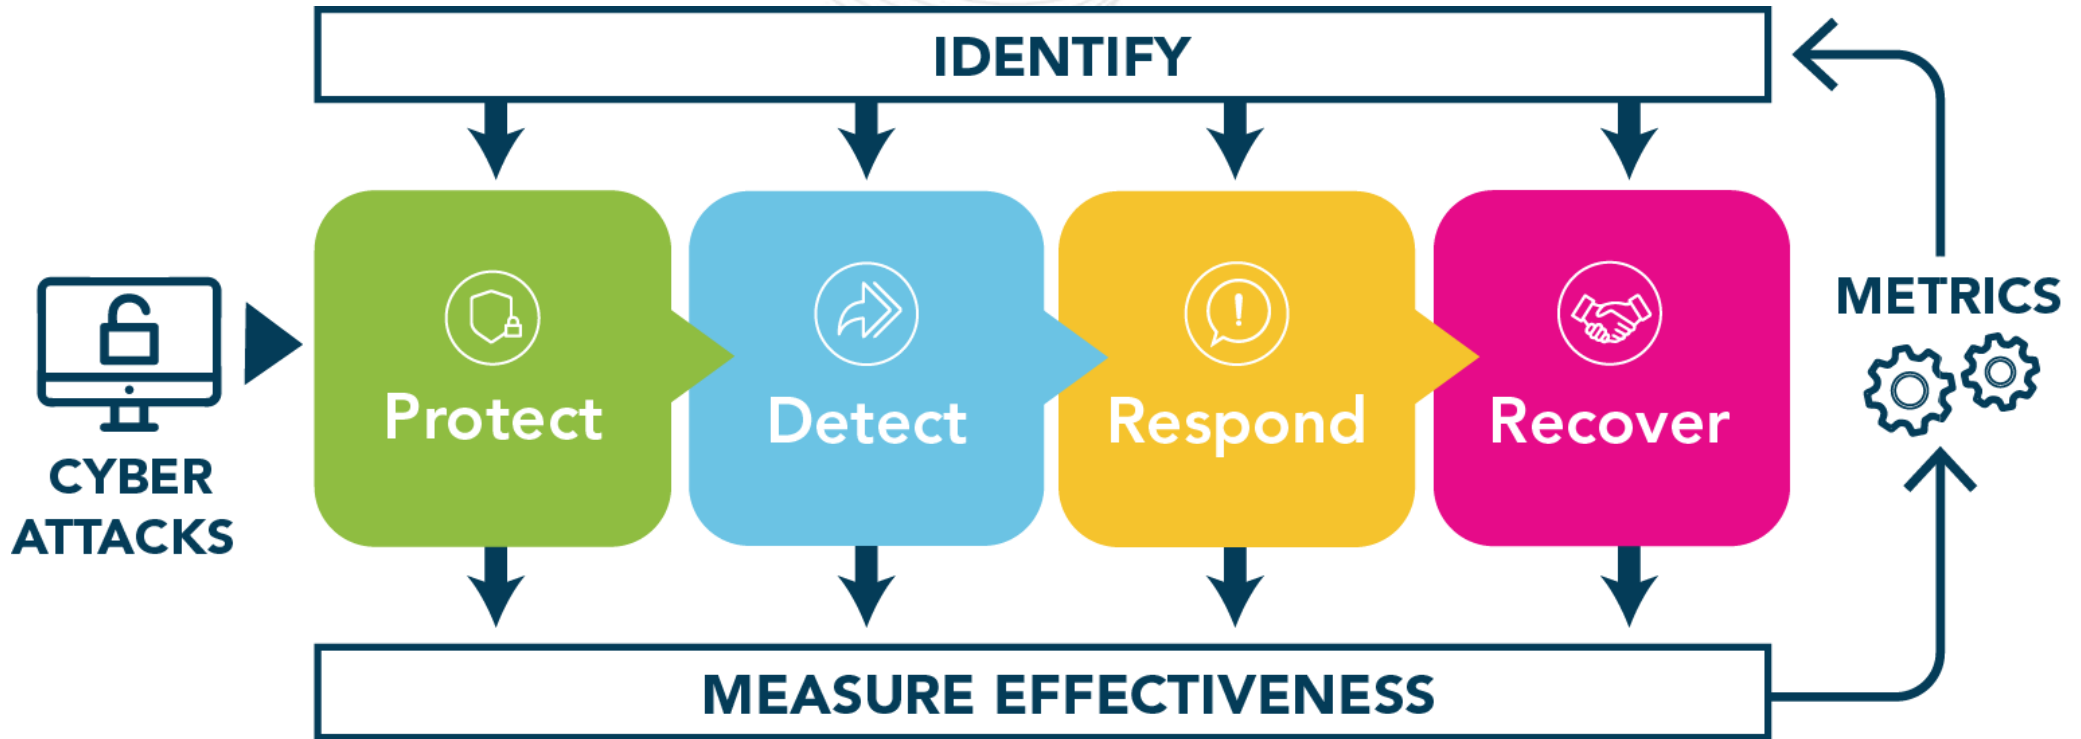 IDENTIFY
Protect
Detect
Respond
Recover
CYBER
ATTACKS
METRICS
MEASURE EFFECTIVENESS